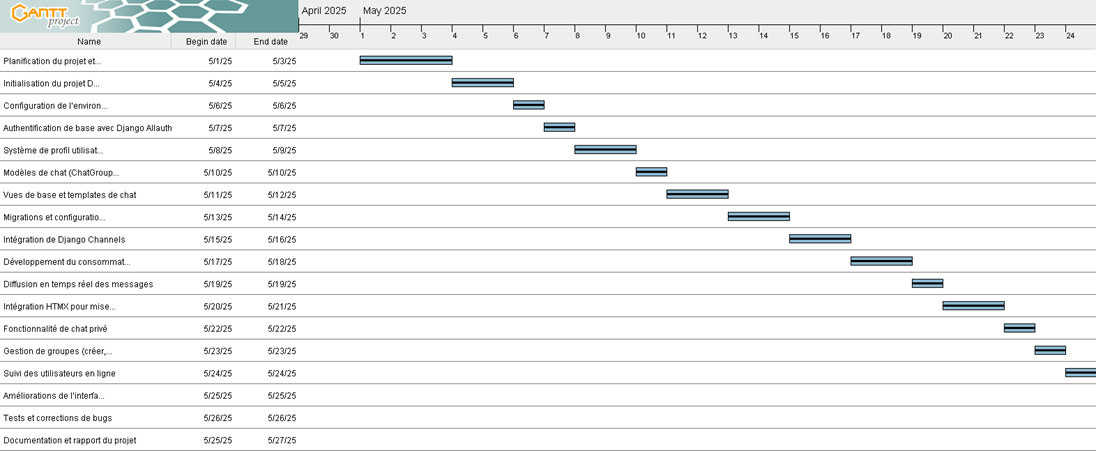 GANTT
project
April 2025 May 2025
Name Begin date End date 29 30 1 2 3 4 5 6 7 8 9 10 11 12 13 14 15 16 17 18 19 20 21 22 23 24
Planification du projet et... 5/1/25 5/3/25
Initialisation du projet D... 5/4/25 5/5/25
Configuration de l'environ... 5/6/25 5/6/25
Authentification de base avec Django Allauth 5/7/25 5/7/25
Système de profil utilisat... 5/8/25 5/9/25
Modèles de chat (ChatGroup... 5/10/25 5/10/25
Vues de base et templates de chat 5/11/25 5/12/25
Migrations et configuratio... 5/13/25 5/14/25
Intégration de Django Channels 5/15/25 5/16/25
Développement du consommat... 5/17/25 5/18/25
Diffusion en temps réel des messages 5/19/25 5/19/25
Intégration HTMX pour mise... 5/20/25 5/21/25
Fonctionnalité de chat privé 5/22/25 5/22/25
Gestion de groupes (créer,... 5/23/25 5/23/25
Suivi des utilisateurs en ligne 5/24/25 5/24/25
Améliorations de l'interfa... 5/25/25 5/25/25
Tests et corrections de bugs 5/26/25 5/26/25
Documentation et rapport du projet 5/25/25 5/27/25